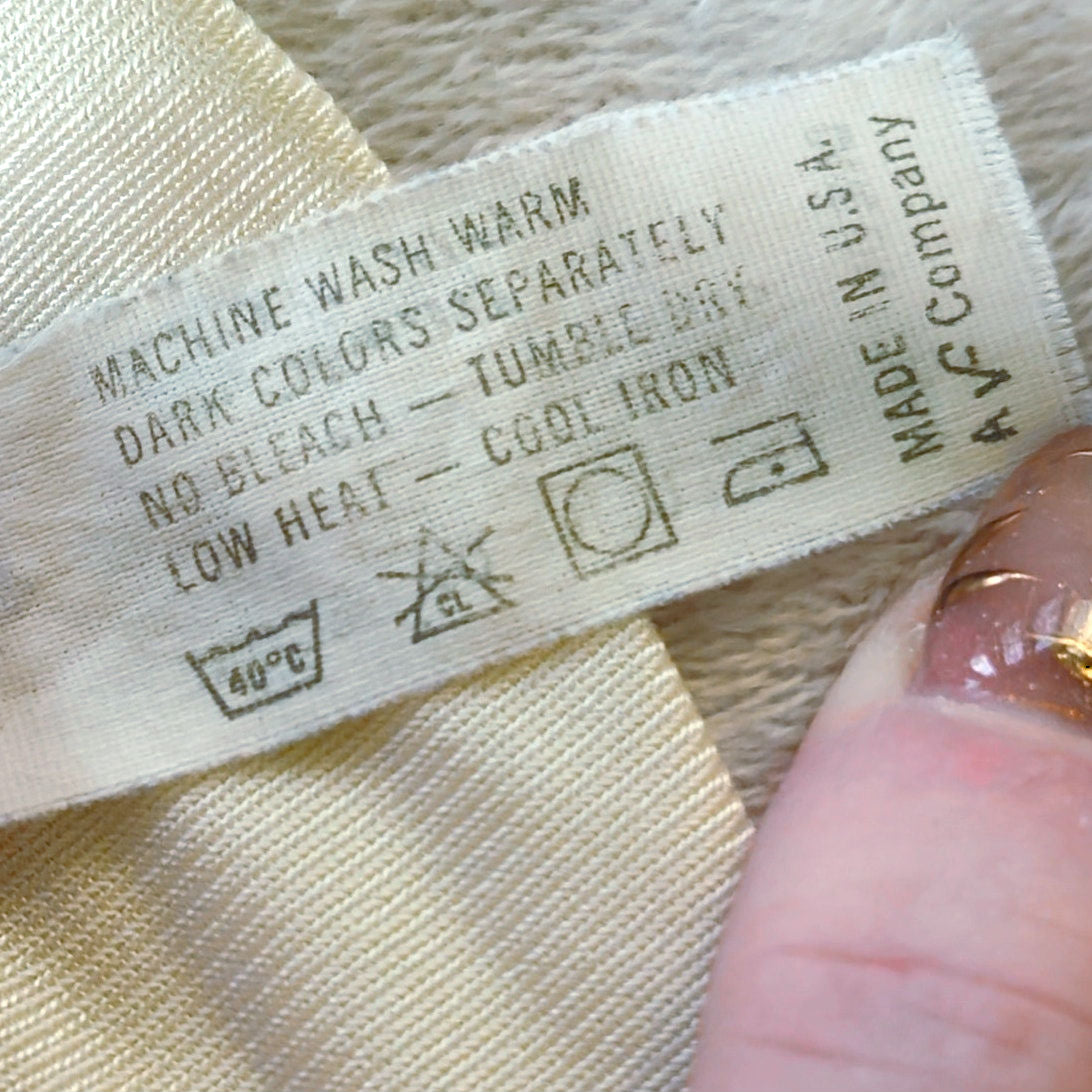 MACHINE WASH WARM
DARK COLORS SEPARATELY
NO BLEACH — TUMBLE DRY
LOW HEAT — COOL IRON
40°C
CL
MADE IN U.S.A.
A VC Company